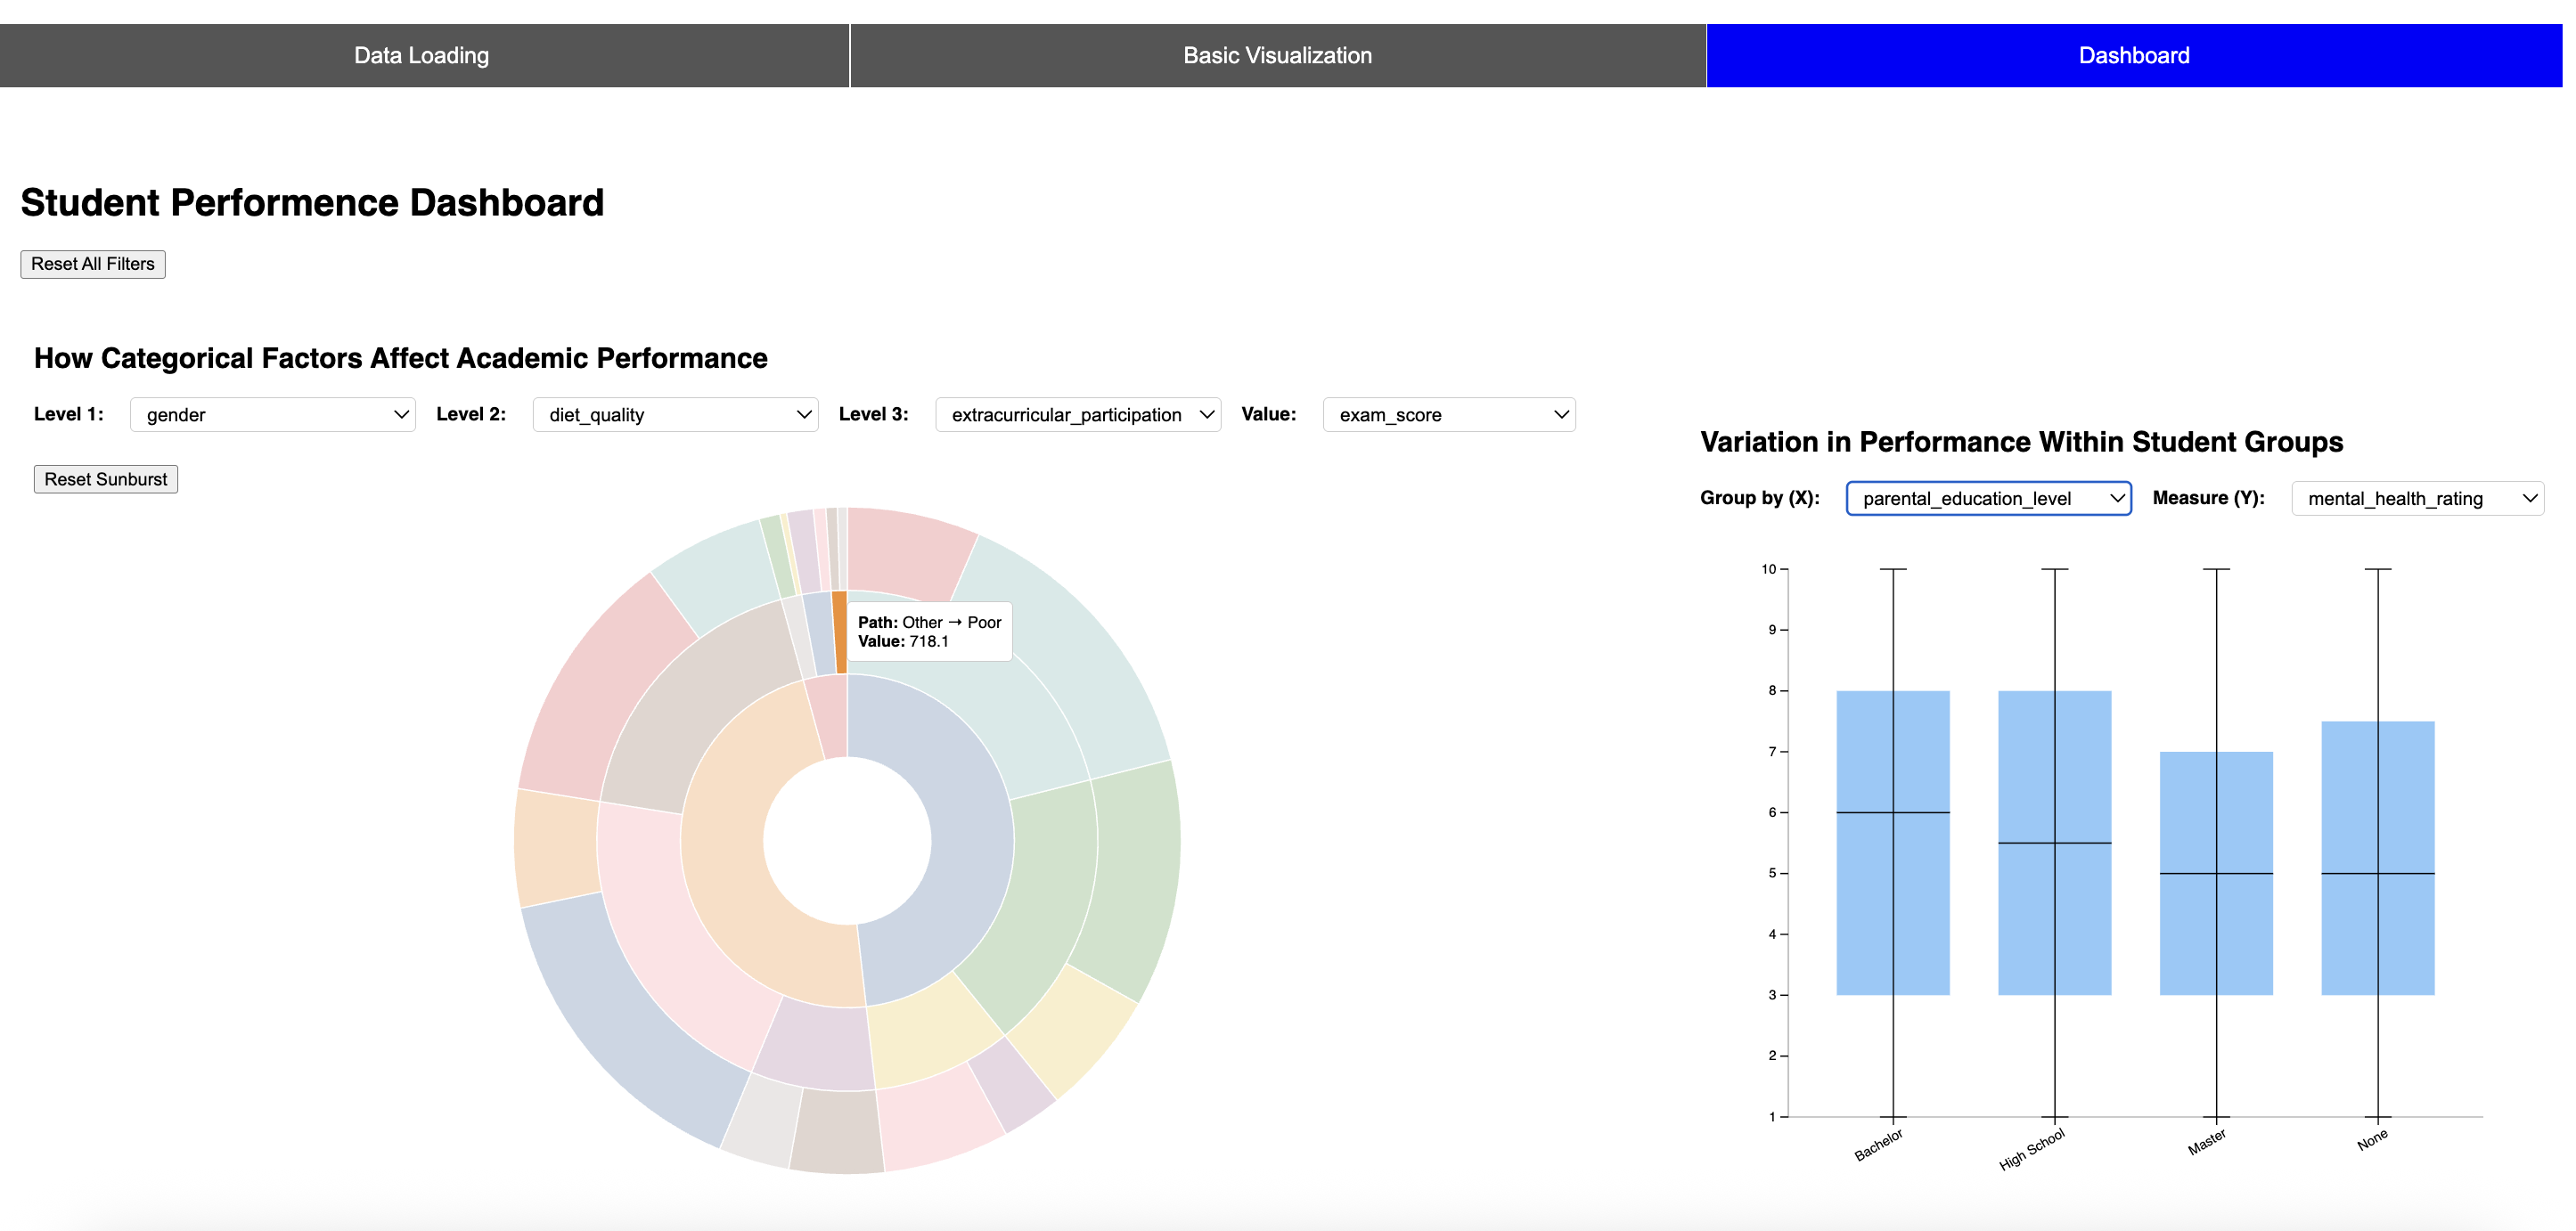 Data Loading
Basic Visualization
Dashboard
Student Performence Dashboard
Reset All Filters
How Categorical Factors Affect Academic Performance
Level 1: gender Level 2: diet_quality Level 3: extracurricular_participation Value: exam_score
Reset Sunburst
Path: Other → Poor
Value: 718.1
Variation in Performance Within Student Groups
Group by (X): parental_education_level Measure (Y): mental_health_rating
10
9
8
7
6
5
4
3
2
1
Bachelor
High School
Master
None